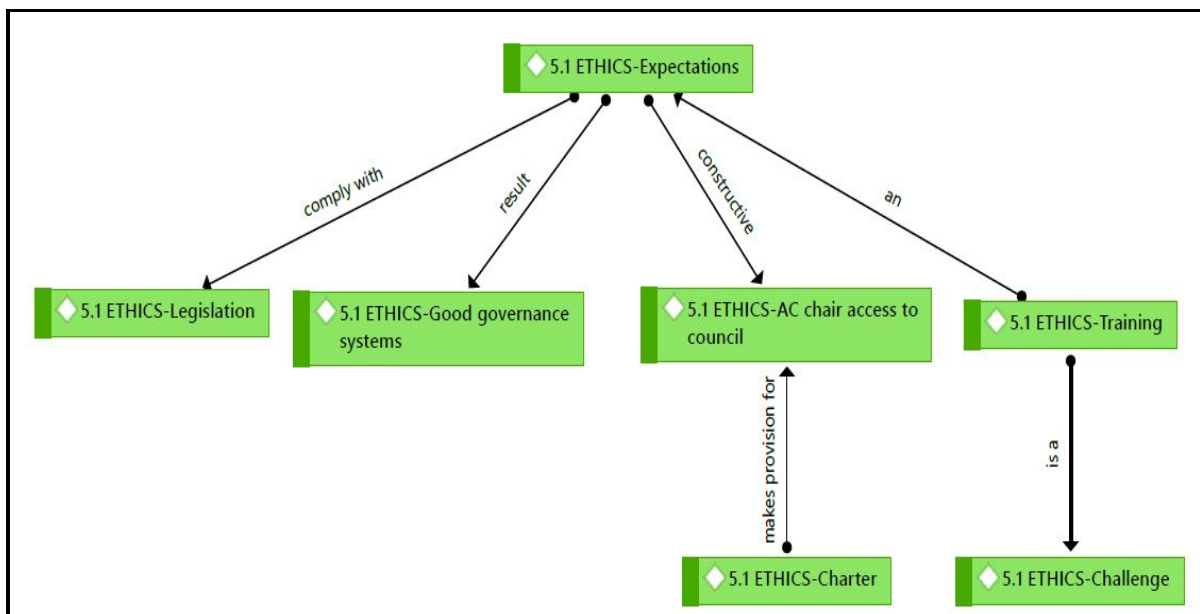 5.1 ETHICS-Expectations
comply with
result
constructive
an
5.1 ETHICS-Legislation
5.1 ETHICS-Good governance
systems
5.1 ETHICS-AC chair access to
council
5.1 ETHICS-Training
makes provision for
is a
5.1 ETHICS-Charter
5.1 ETHICS-Challenge